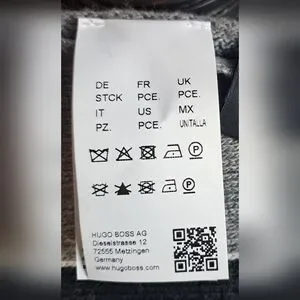 DE FR UK
STCK PCE. PCE.
IT US MX
PZ. PCE. UNITALLA
HUGO BOSS AG
Dieselstrasse 12
72555 Metzingen
Germany
www.hugoboss.com